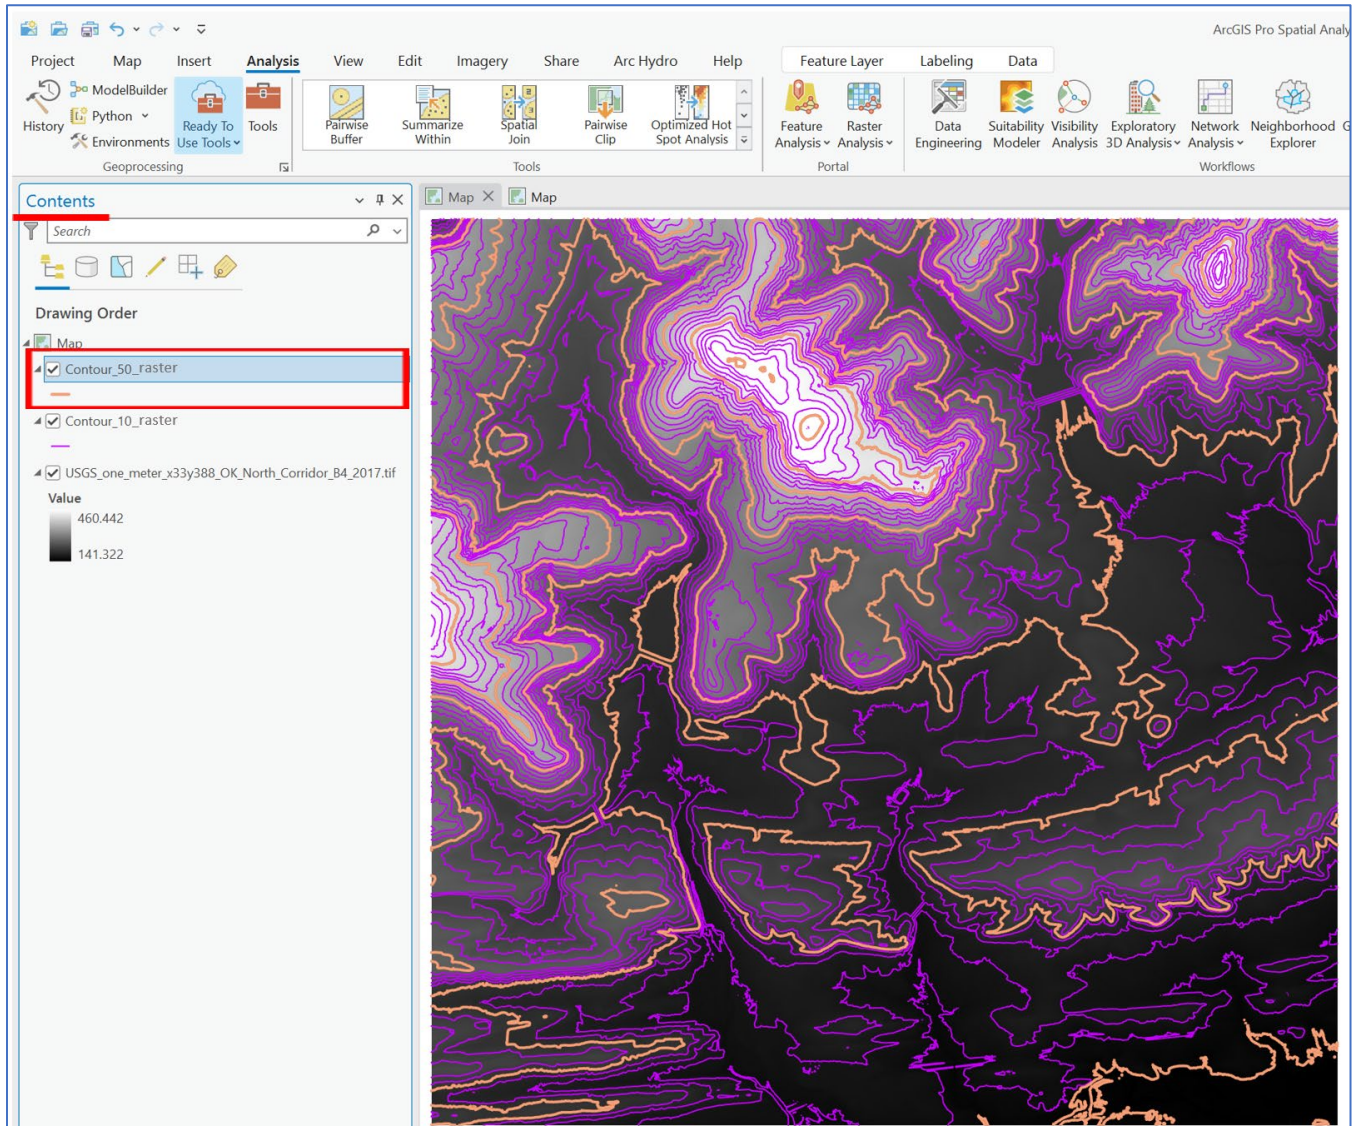 ArcGIS Pro Spatial Analy
Project Map Insert Analysis View Edit Imagery Share Arc Hydro Help Feature Layer Labeling Data
History
ModelBuilder
Python
Environments
Ready To
Use Tools
Tools
Pairwise
Buffer
Summarize
Within
Spatial
Join
Pairwise
Clip
Optimized Hot
Spot Analysis
Feature
Analysis
Raster
Analysis
Data
Engineering
Suitability
Modeler
Visibility
Analysis
Exploratory
3D Analysis
Network
Analysis
Neighborhood
Explorer
G
Geoprocessing Tools Portal Workflows
Contents
Search
Map Map
Drawing Order
Map
Contour_50_raster
Contour_10_raster
USGS_one_meter_x33y388_OK_North_Corridor_B4_2017.tif
Value
460.442
141.322